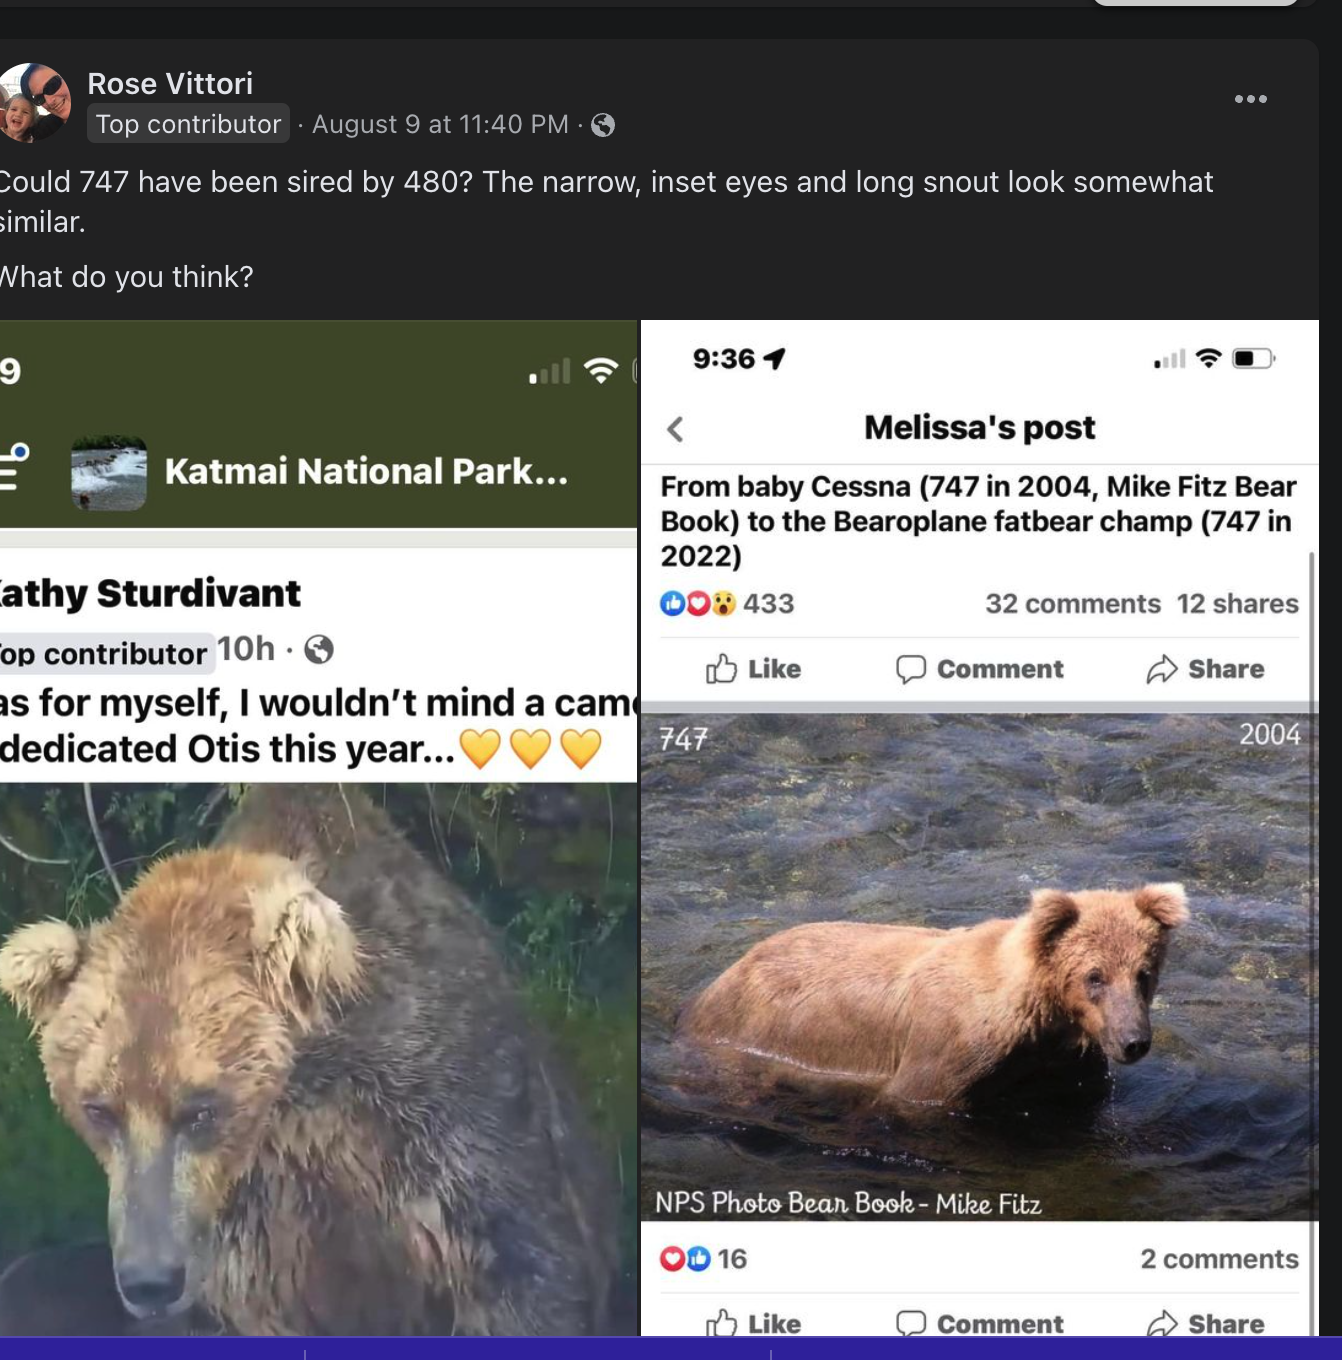 Rose Vittori
Top contributor · August 9 at 11:40 PM ·
Could 747 have been sired by 480? The narrow, inset eyes and long snout look somewhat
similar.
What do you think?
9
Katmai National Park...
Kathy Sturdivant
Top contributor 10h ·
as for myself, I wouldn't mind a came
dedicated Otis this year...💛💛💛
9:36
Melissa's post
From baby Cessna (747 in 2004, Mike Fitz Bear
Book) to the Bearoplane fatbear champ (747 in
2022)
433 32 comments 12 shares
Like Comment Share
747 2004
NPS Photo Bear Book - Mike Fitz
16 2 comments
Like Comment Share